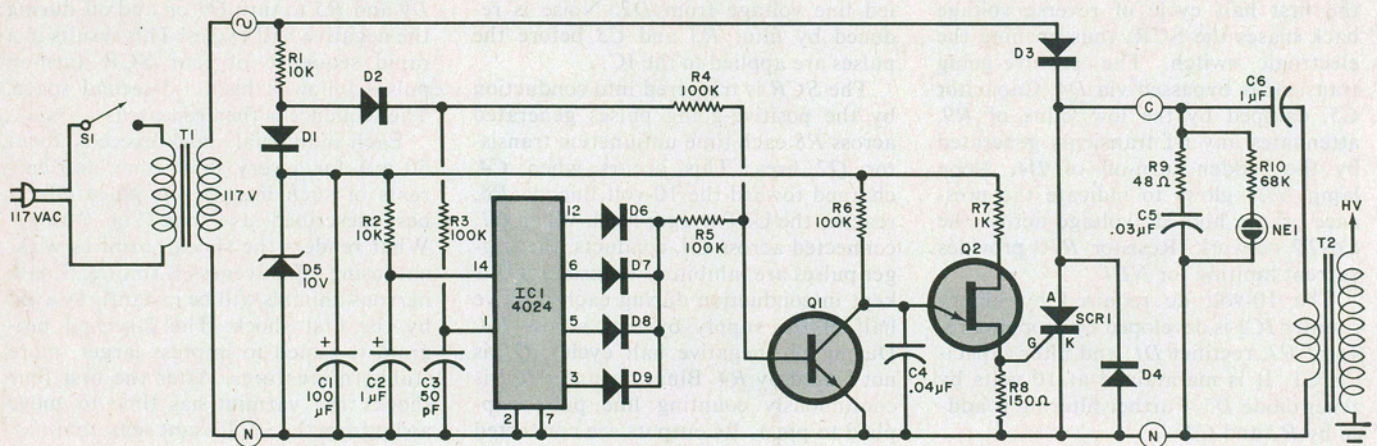 S1
117 VAC
T1
117 V
R1
10K
D1
D2
D5
10V
C1
100
µF
R2
10K
C2
1µF
R3
100K
C3
50
pF
14
1
IC1
4024
12
6
5
3
2
7
D6
D7
D8
D9
R4
100K
R5
100K
Q1
R6
100K
C4
.04µF
1K
Q2
R8
150Ω
D3
A
SCR1
G
K
D4
C
R9
48Ω
C5
.03µF
C6
1µF
R10
68K
NE1
T2
HV
N
N